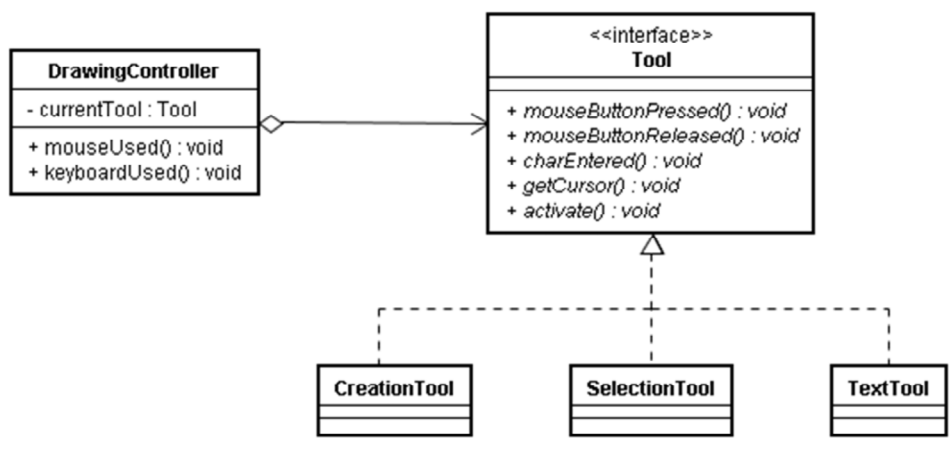 DrawingController
- currentTool : Tool
+ mouseUsed() : void
+ keyboardUsed() : void
<<interface>>
Tool
+ mouseButtonPressed() : void
+ mouseButtonReleased() : void
+ charEntered() : void
+ getCursor() : void
+ activate() : void
CreationTool
SelectionTool
TextTool